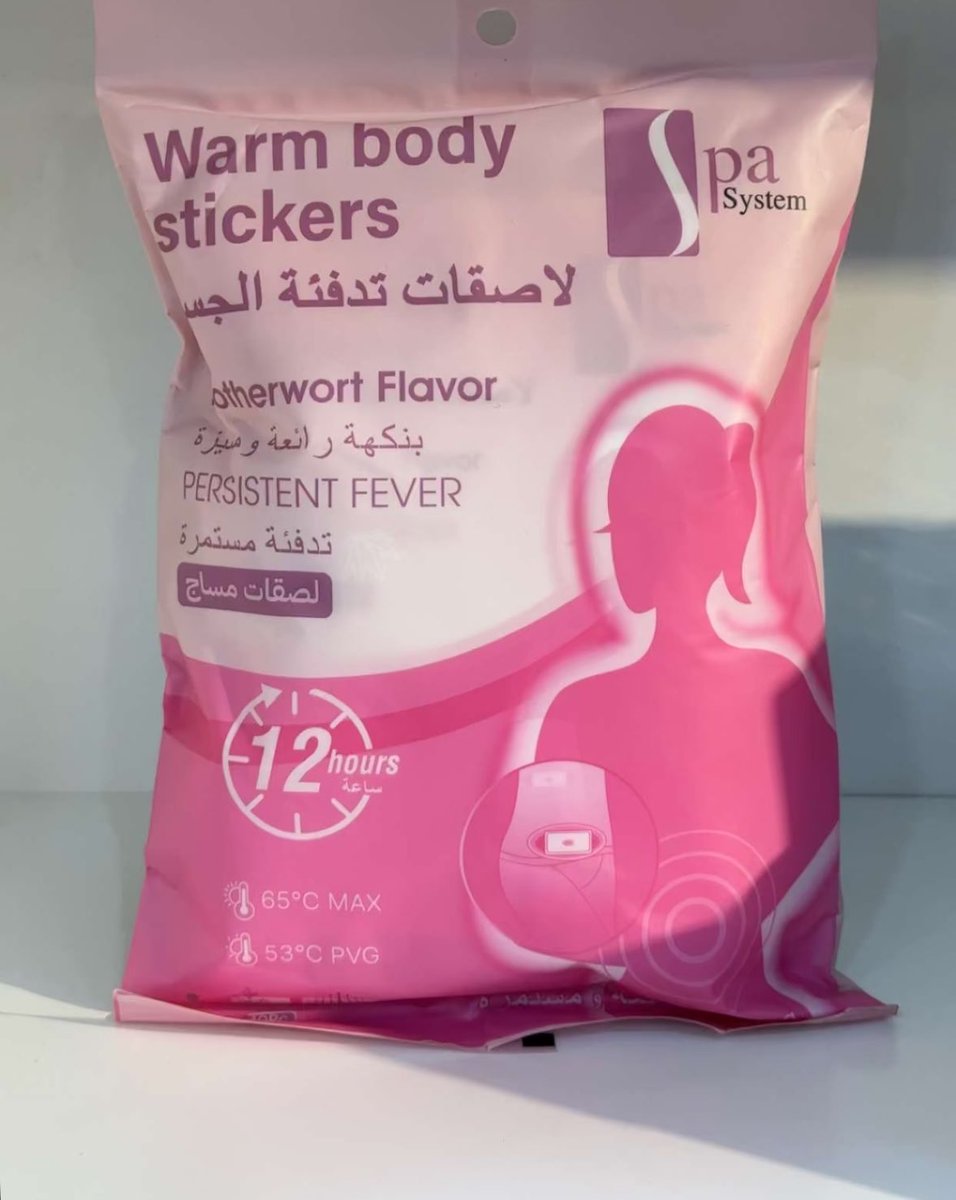 Warm body
stickers
Spa
System
لاصقات تدفئة الجس
otherwort Flavor
بنكهة رائعة ومميزة
PERSISTENT FEVER
تدفئة مستمرة
لصقات مساج
12 hours
ساعة
65°C MAX
53°C PVG